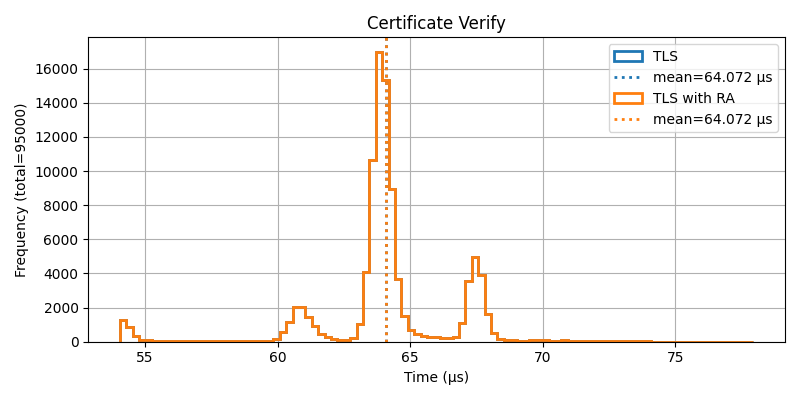 Certificate Verify
TLS
mean=64.072 µs
TLS with RA
mean=64.072 µs
Frequency (total=95000)
16000
14000
12000
10000
8000
6000
4000
2000
0
55
60
65
70
75
Time (µs)